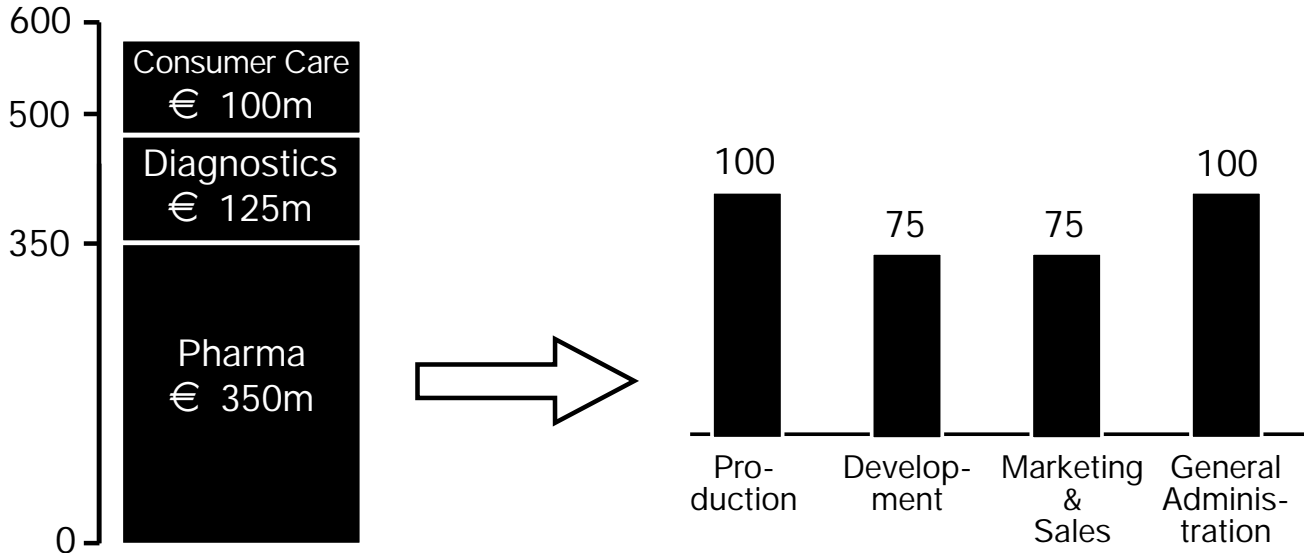 600
500
350
0
Consumer Care
€ 100m
Diagnostics
€ 125m
Pharma
€ 350m
100
75
75
100
Pro-
duction
Develop-
ment
Marketing
&
Sales
General
Adminis-
tration